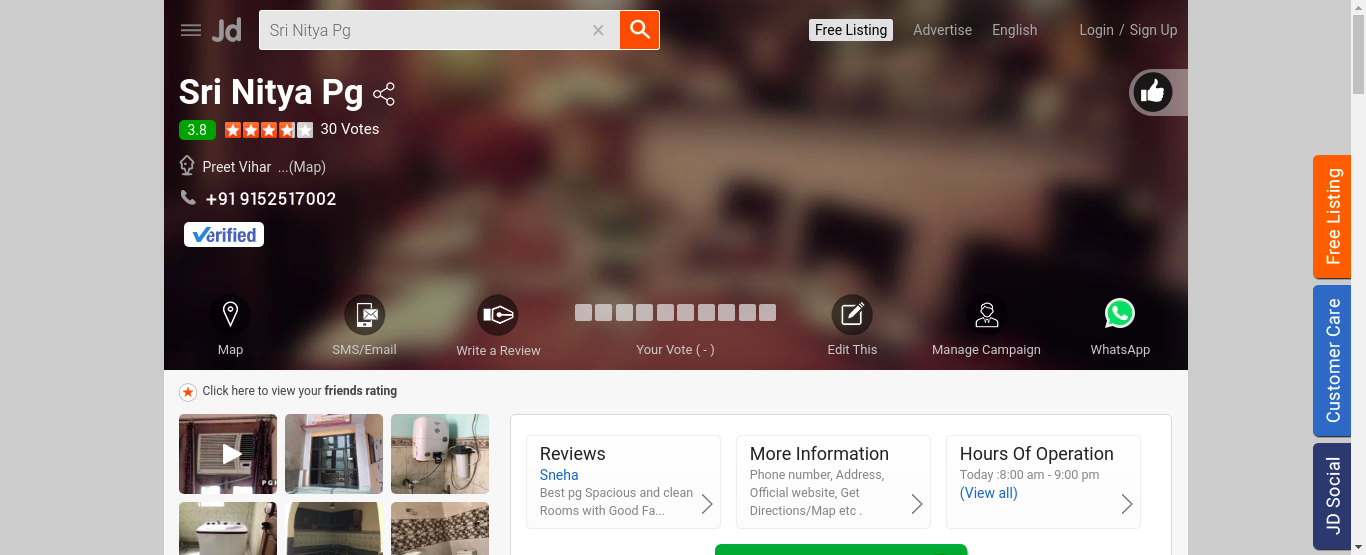 Jd
Sri Nitya Pg
Free Listing
Advertise
English
Login / Sign Up
Sri Nitya Pg
3.8
30 Votes
Preet Vihar ...(Map)
+91 9152517002
Verified
Map
SMS/Email
Write a Review
Your Vote ( - )
Edit This
Manage Campaign
WhatsApp
Click here to view your friends rating
Reviews
Sneha
Best pg Spacious and clean
Rooms with Good Fa...
More Information
Phone number, Address,
Official website, Get
Directions/Map etc .
Hours Of Operation
Today :8:00 am - 9:00 pm
(View all)
Free Listing
Customer Care
JD Social